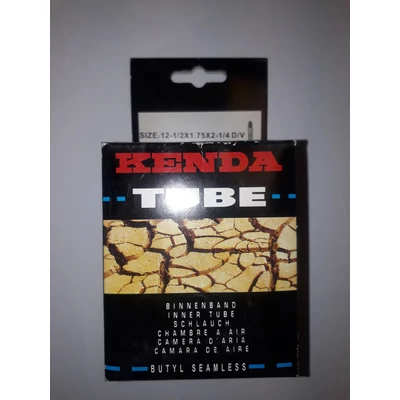 SIZE:12-1/2X1.75X2-1/4 D/V
KENDA
TUBE
BINNENBAND
INNER TUBE
SCHLAUCH
CHAMBRE A AIR
CAMERA D'ARIA
CAMARA DE AIRE
BUTYL SEAMLESS